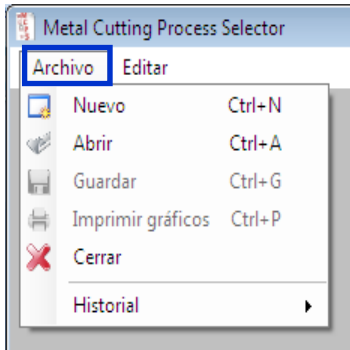 Metal Cutting Process Selector
Archivo Editar
Nuevo Ctrl+N
Abrir Ctrl+A
Guardar Ctrl+G
Imprimir gráficos Ctrl+P
Cerrar
Historial